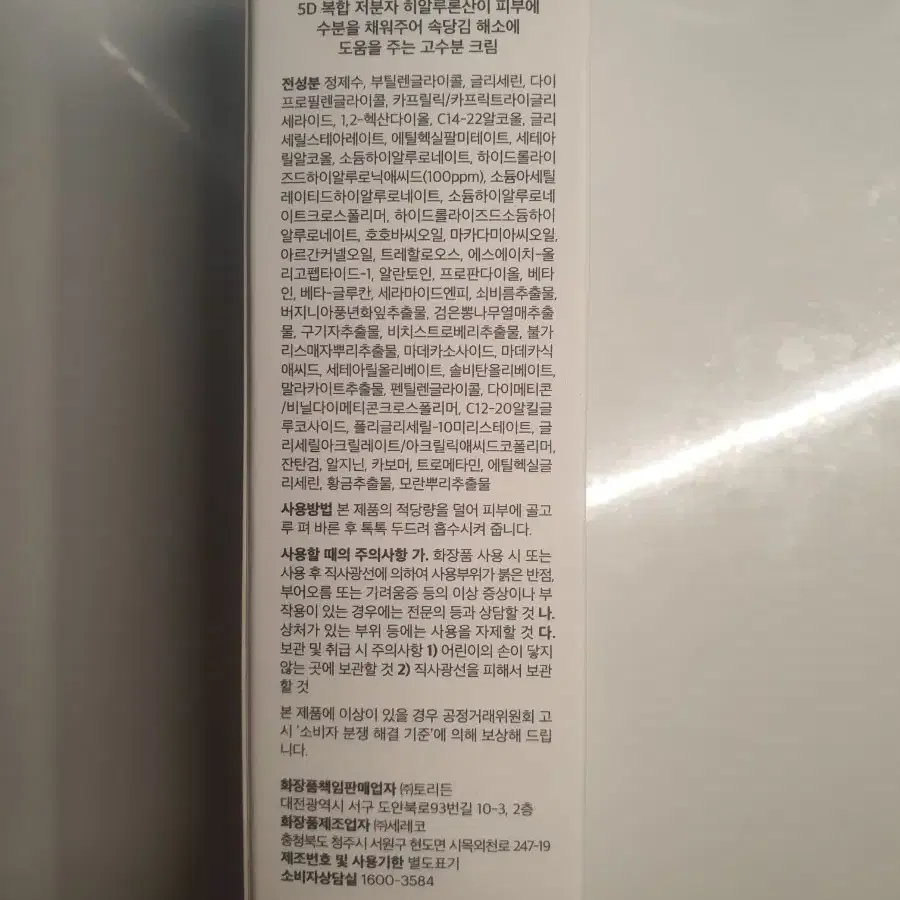 5D 복합 저분자 히알루론산이 피부에
수분을 채워주어 속당김 해소에
도움을 주는 고수분 크림
전성분 정제수, 부틸렌글라이콜, 글리세린, 다이
프로필렌글라이콜, 카프릴릭/카프릭트라이글리
세라이드, 1,2-헥산다이올, C14-22알코올, 글리
세릴스테아레이트, 에틸헥실팔미테이트, 세테아
릴알코올, 소듐하이알루로네이트, 하이드롤라이
즈드하이알루로닉애씨드(100ppm), 소듐아세틸
레이티드하이알루로네이트, 소듐하이알루로네
이트크로스폴리머, 하이드롤라이즈드소듐하이
알루로네이트, 호호바씨오일, 마카다미아씨오일,
아르간커넬오일, 트레할로오스, 에스에이치-올
리고펩타이드-1, 알란토인, 프로판다이올, 베타
인, 베타-글루칸, 세라마이드엔피, 쇠비름추출물,
버지니아풍년화잎추출물, 검은뽕나무열매추출
물, 구기자추출물, 비치스트로베리추출물, 불가
리스매자뿌리추출물, 마데카소사이드, 마데카식
애씨드, 세테아릴올리베이트, 솔비탄올리베이트,
말라카이트추출물, 펜틸렌글라이콜, 다이메티콘
/비닐다이메티콘크로스폴리머, C12-20알킬글
루코사이드, 폴리글리세릴-10미리스테이트, 글
리세릴아크릴레이트/아크릴릭애씨드코폴리머,
잔탄검, 알지닌, 카보머, 트로메타민, 에틸헥실글
리세린, 황금추출물, 모란뿌리추출물
사용방법 본 제품의 적당량을 덜어 피부에 골고
루 펴 바른 후 톡톡 두드려 흡수시켜 줍니다.
사용할 때의 주의사항 가. 화장품 사용 시 또는
사용 후 직사광선에 의하여 사용부위가 붉은 반점,
부어오름 또는 가려움증 등의 이상 증상이나 부
작용이 있는 경우에는 전문의 등과 상담할 것 나.
상처가 있는 부위 등에는 사용을 자제할 것 다.
보관 및 취급 시 주의사항 1) 어린이의 손이 닿지
않는 곳에 보관할 것 2) 직사광선을 피해서 보관
할 것
본 제품에 이상이 있을 경우 공정거래위원회 고
시 '소비자 분쟁 해결 기준'에 의해 보상해 드립
니다.
화장품책임판매업자 ㈜토리든
대전광역시 서구 도안북로93번길 10-3, 2층
화장품제조업자 ㈜세레코
충청북도 청주시 서원구 현도면 시목외천로 247-19
제조번호 및 사용기한 별도표기
소비자상담실 1600-3584